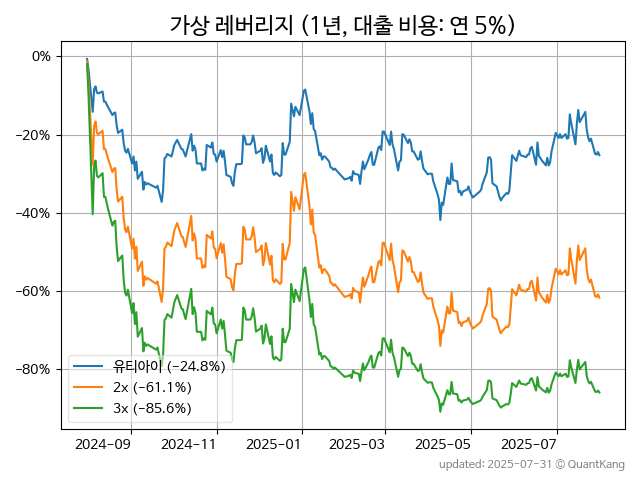 가상 레버리지 (1년, 대출 비용: 연 5%)
0%
−20%
−40%
−60%
−80%
유티아이 (−24.8%)
2x (−61.1%)
3x (−85.6%)
2024-09
2024-11
2025-01
2025-03
2025-05
2025-07
updated: 2025-07-31 © QuantKang